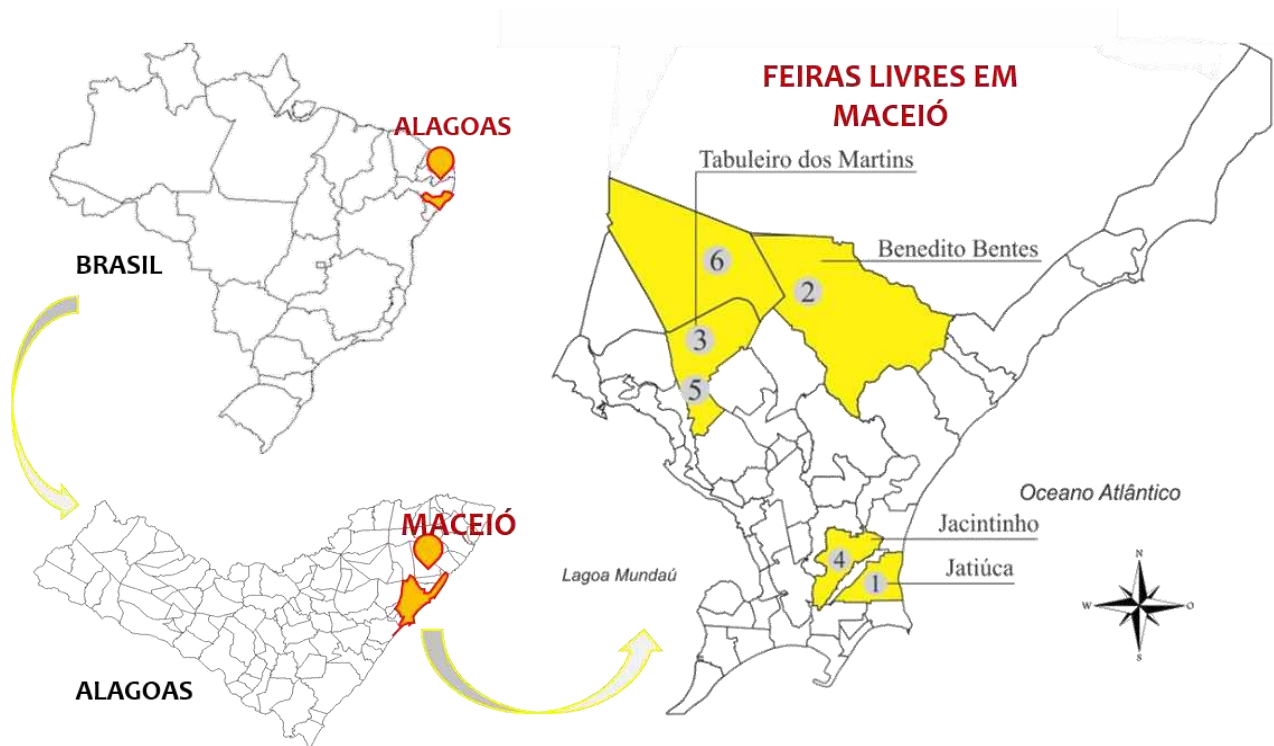 FEIRAS LIVRES EM
MACEIÓ
ALAGOAS
Tabuleiro dos Martins
Benedito Bentes
BRASIL
6
2
3
5
MACEIÓ
Oceano Atlântico
Jacintinho
4
Lagoa Mundaú
Jatiúca
1
N
W
O
S
ALAGOAS